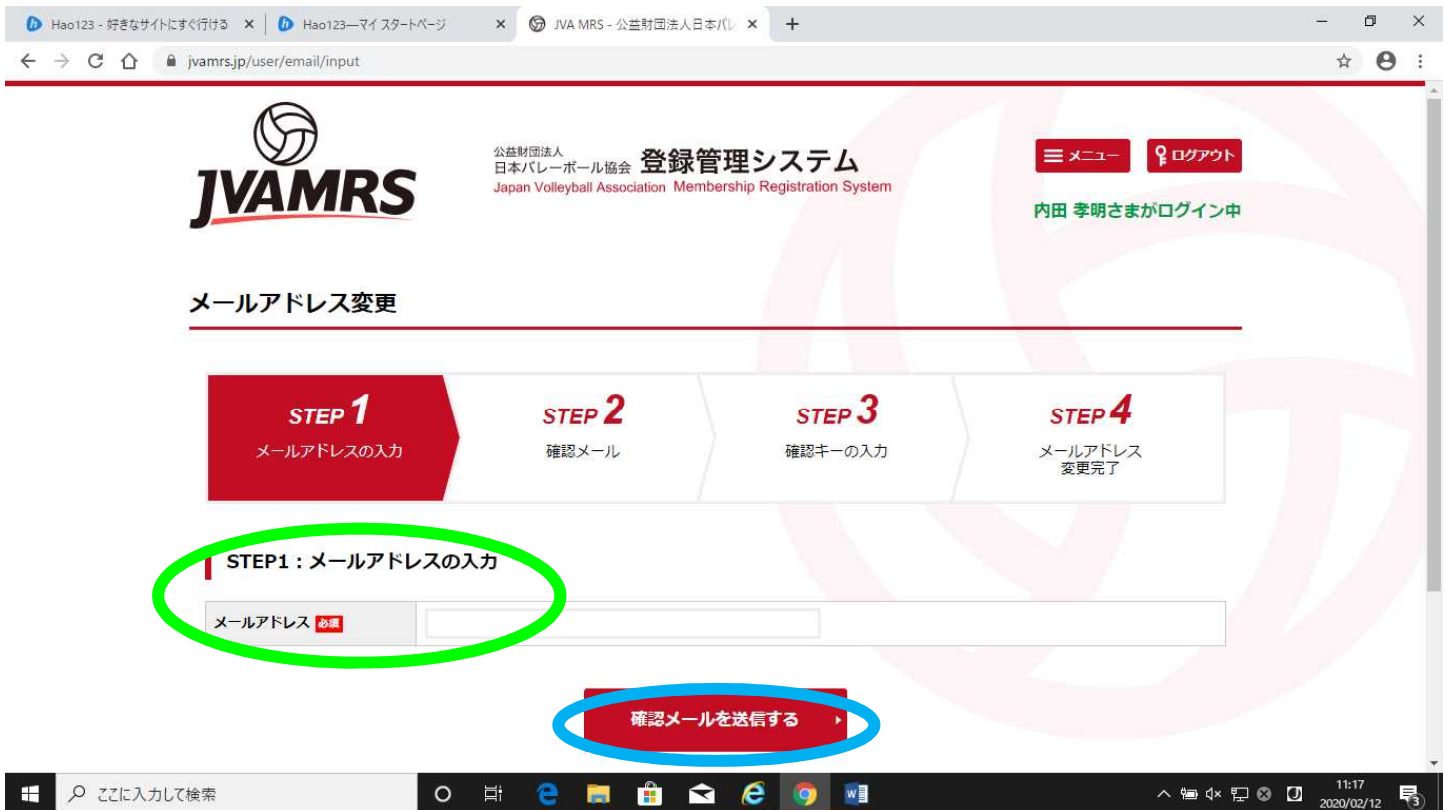 Hao123 - 好きなサイトにすぐ行ける
Hao123—マイ スタートページ
JVA MRS - 公益財団法人日本バレ
jvamrs.jp/user/email/input
JVAMRS
公益財団法人
日本バレーボール協会 登録管理システム
Japan Volleyball Association Membership Registration System
メニュー
ログアウト
内田 孝明さまがログイン中
メールアドレス変更
STEP 1
メールアドレスの入力
STEP 2
確認メール
STEP 3
確認キーの入力
STEP 4
メールアドレス
変更完了
STEP1：メールアドレスの入力
メールアドレス 必須
確認メールを送信する
ここに入力して検索
11:17
2020/02/12
3